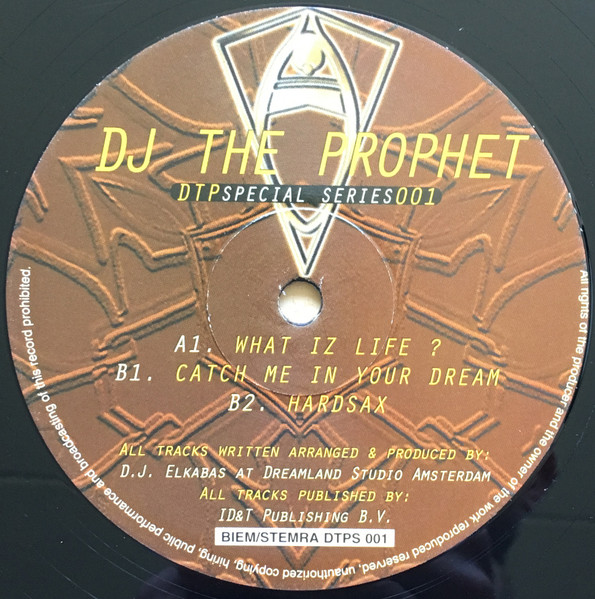 DJ THE PROPHET
DTPSPECIAL SERIES001
A1. WHAT IZ LIFE ?
B1. CATCH ME IN YOUR DREAM
B2. HARDSAX
ALL TRACKS WRITTEN ARRANGED & PRODUCED BY:
D.J. ELKABAS AT DREAMLAND STUDIO AMSTERDAM
ALL TRACKS PUBLISHED BY:
ID&T PUBLISHING B.V.
BIEM/STEMRA DTPS 001
All rights of the producer and the owner of the work reproduced reserved, unauthorized copying, hiring, public performance and broadcasting of this record prohibited.